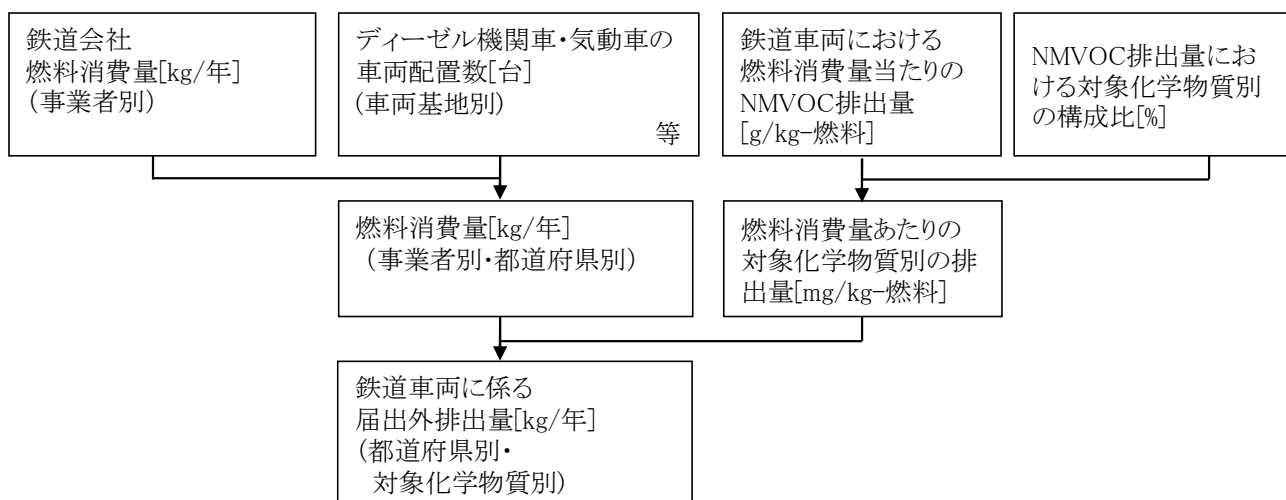 鉄道会社
燃料消費量[kg/年]
(事業者別)
ディーゼル機関車・気動車の
車両配置数[台]
(車両基地別)
等
鉄道車両における
燃料消費量当たりの
NMVOC排出量
[g/kg-燃料]
NMVOC排出量にお
ける対象化学物質別
の構成比[%]
燃料消費量[kg/年]
(事業者別・都道府県別)
燃料消費量あたりの
対象化学物質別の排
出量[mg/kg-燃料]
鉄道車両に係る
届出外排出量[kg/年]
(都道府県別・
対象化学物質別)